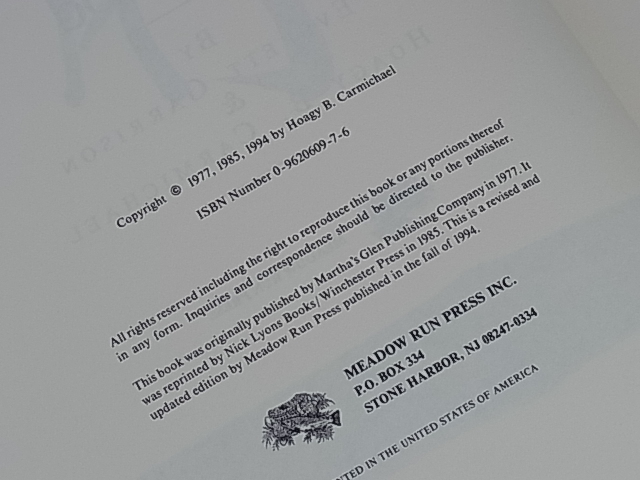 Copyright © 1977, 1985, 1994 by Hoagy B. Carmichael
ISBN Number 0-9620609-7-6
All rights reserved including the right to reproduce this book or any portions thereof
in any form. Inquiries and correspondence should be directed to the publisher.
This book was originally published by Martha's Glen Publishing Company in 1977. It
was reprinted by Nick Lyons Books/Winchester Press in 1985. This is a revised and
updated edition by Meadow Run Press published in the fall of 1994.
MEADOW RUN PRESS INC.
P.O. BOX 334
STONE HARBOR, NJ 08247-0334
IN THE UNITED STATES OF AMERICA